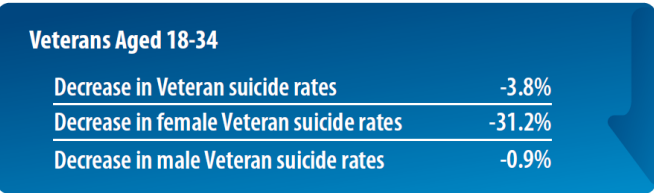 Veterans Aged 18-34
Decrease in Veteran suicide rates -3.8%
Decrease in female Veteran suicide rates -31.2%
Decrease in male Veteran suicide rates -0.9%